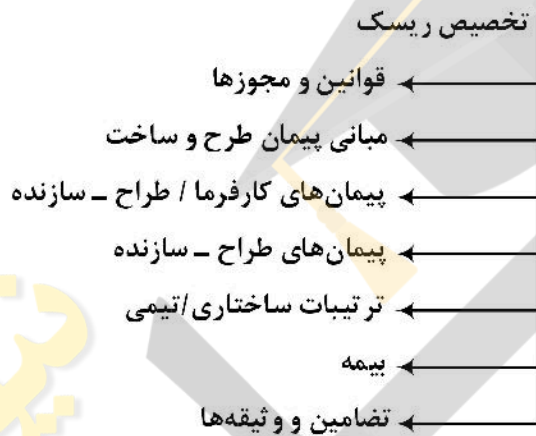 تخصیص ریسک
قوانین و مجوزها
مبانی پیمان طرح و ساخت
پیمان‌های کارفرما / طراح ـ سازنده
پیمان‌های طراح ـ سازنده
ترتیبات ساختاری/تیمی
بیمه
تضامین و وثیقه‌ها